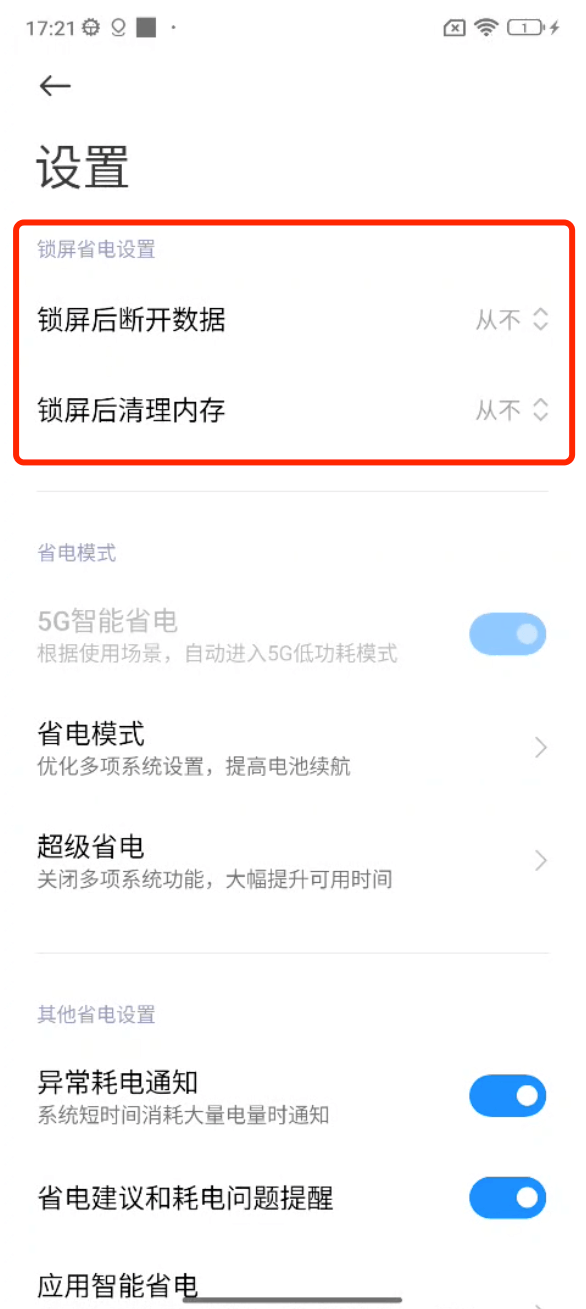 17:21
1
设置
锁屏省电设置
锁屏后断开数据 从不
锁屏后清理内存 从不
省电模式
5G智能省电
根据使用场景，自动进入5G低功耗模式
省电模式
优化多项系统设置，提高电池续航
超级省电
关闭多项系统功能，大幅提升可用时间
其他省电设置
异常耗电通知
系统短时间消耗大量电量时通知
省电建议和耗电问题提醒
应用智能省电